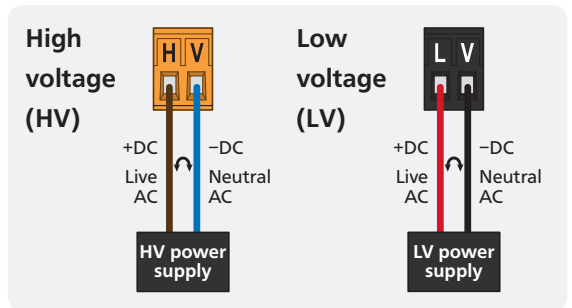 High
voltage
(HV)
H V
+DC
–DC
Live
AC
Neutral
AC
HV power
supply
Low
voltage
(LV)
L V
+DC
–DC
Live
AC
Neutral
AC
LV power
supply